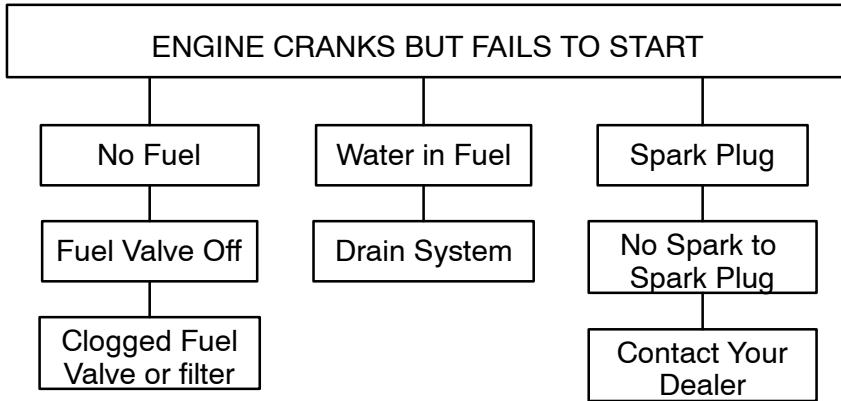 ENGINE CRANKS BUT FAILS TO START
No Fuel
Fuel Valve Off
Clogged Fuel
Valve or filter
Water in Fuel
Drain System
Spark Plug
No Spark to
Spark Plug
Contact Your
Dealer